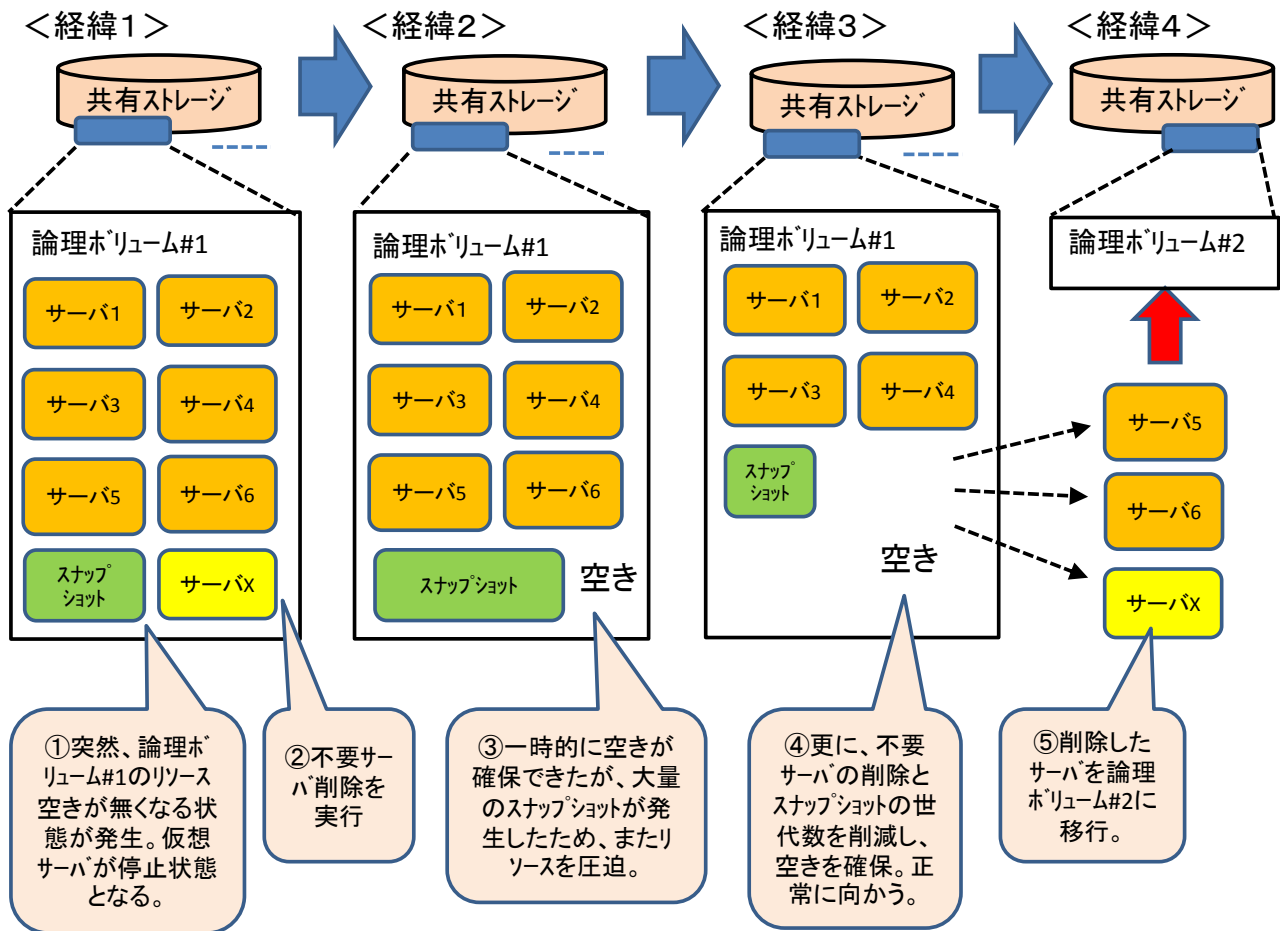 ＜経緯１＞
共有ストレージ
論理ボリューム#1
サーバ1
サーバ2
サーバ3
サーバ4
サーバ5
サーバ6
スナップ
ショット
サーバX
①突然、論理ボ
リューム#1のリソース
空きが無くなる状
態が発生。仮想
サーバが停止状態
となる。
②不要サー
バ削除を
実行
＜経緯２＞
共有ストレージ
論理ボリューム#1
サーバ1
サーバ2
サーバ3
サーバ4
サーバ5
サーバ6
スナップショット
空き
③一時的に空きが
確保できたが、大量
のスナップショットが発
生したため、またリ
ソースを圧迫。
＜経緯３＞
共有ストレージ
論理ボリューム#1
サーバ1
サーバ2
サーバ3
サーバ4
スナップ
ショット
空き
④更に、不要
サーバの削除と
スナップショットの世
代数を削減し、
空きを確保。正
常に向かう。
＜経緯４＞
共有ストレージ
論理ボリューム#2
サーバ5
サーバ6
サーバX
⑤削除した
サーバを論理
ボリューム#2に
移行。